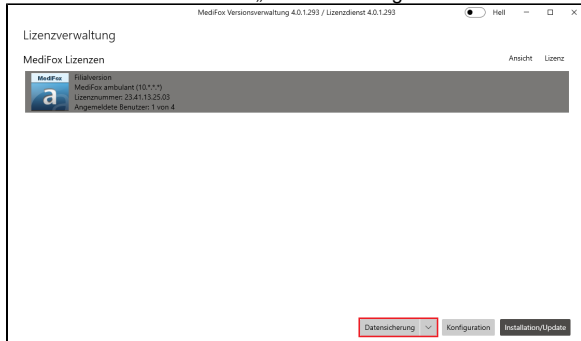 MediFox Versionsverwaltung 4.0.1.293 / Lizenzdienst 4.0.1.293
Hell
Lizenzverwaltung
MediFox Lizenzen
Ansicht Lizenz
MediFox
a
Filialversion
MediFox ambulant (10.*.*.*)
Lizenznummer: 23.41.13.25.03
Angemeldete Benutzer: 1 von 4
Datensicherung Konfiguration Installation/Update